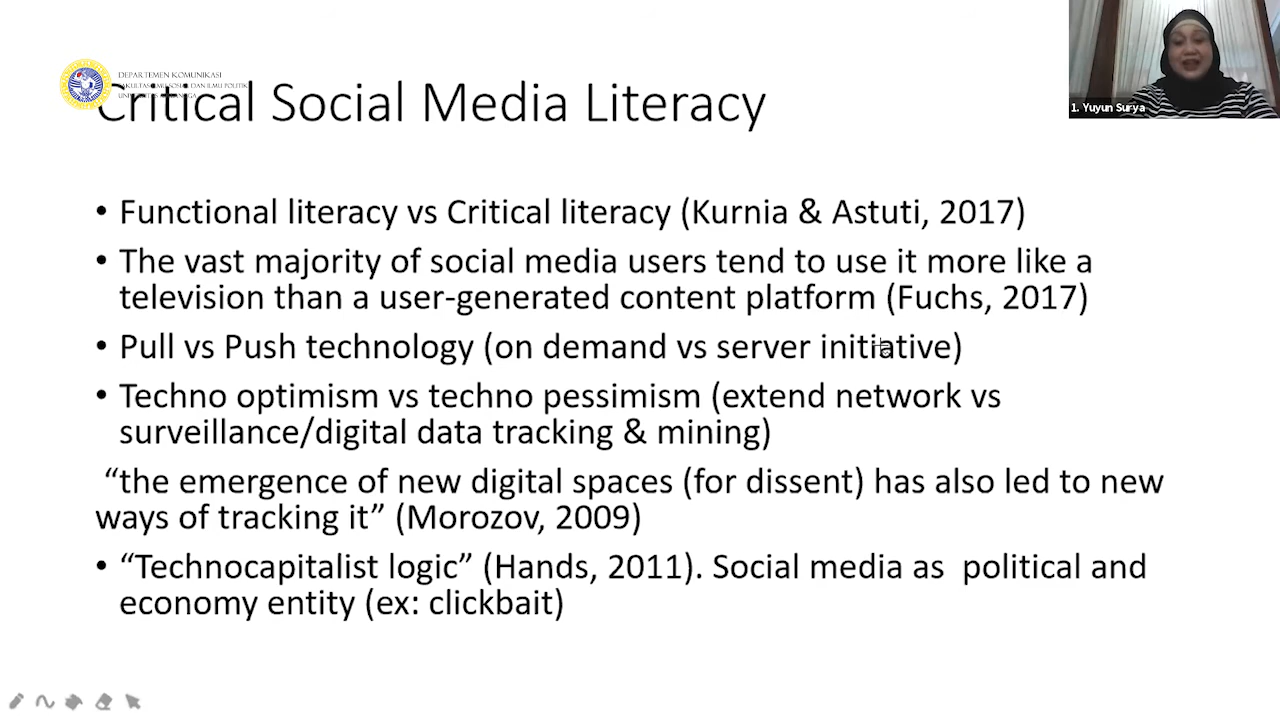 DEPARTEMEN KOMUNIKASI
Critical Social Media Literacy
1. Yuyun Surya
• Functional literacy vs Critical literacy (Kurnia & Astuti, 2017)
• The vast majority of social media users tend to use it more like a
television than a user-generated content platform (Fuchs, 2017)
• Pull vs Push technology (on demand vs server initiative)
• Techno optimism vs techno pessimism (extend network vs
surveillance/digital data tracking & mining)
“the emergence of new digital spaces (for dissent) has also led to new
ways of tracking it” (Morozov, 2009)
• “Technocapitalist logic” (Hands, 2011). Social media as  political and
economy entity (ex: clickbait)